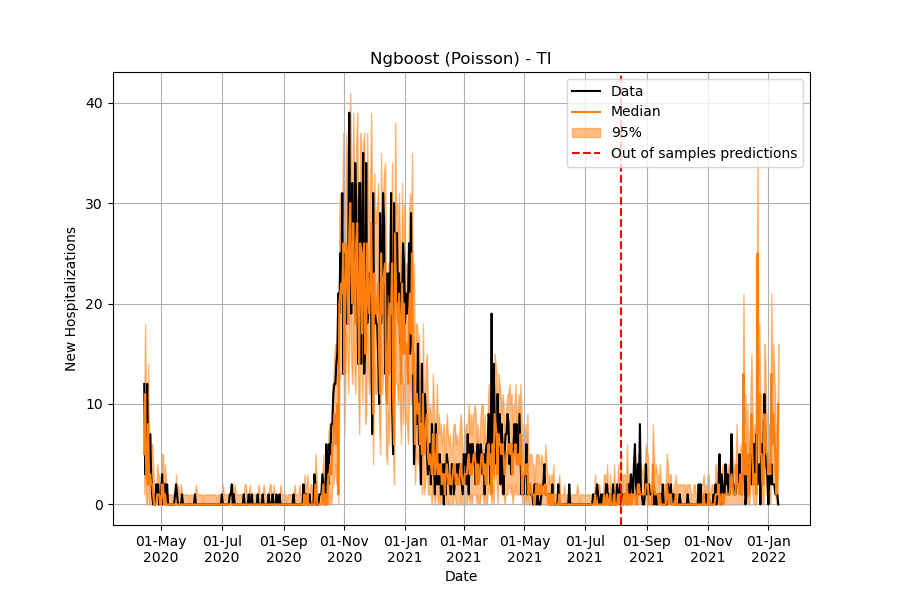 Ngboost (Poisson) - TI
Data
Median
95%
Out of samples predictions
New Hospitalizations
40
30
20
10
0
01-May 01-Jul 01-Sep 01-Nov 01-Jan 01-Mar 01-May 01-Jul 01-Sep 01-Nov 01-Jan
2020 2020 2020 2020 2021 2021 2021 2021 2021 2021 2022
Date